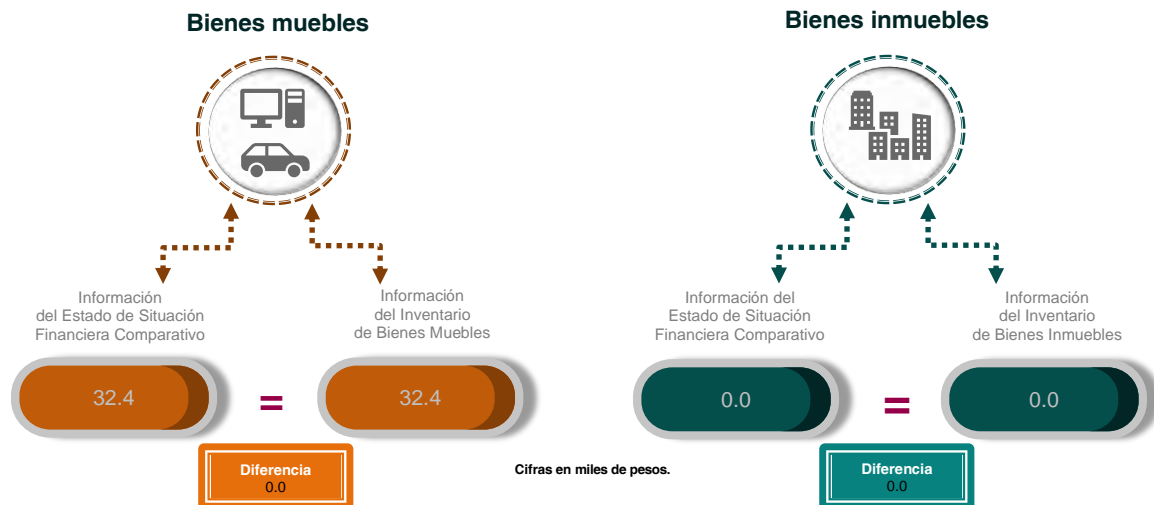 Bienes muebles
Información
del Estado de Situación
Financiera Comparativo
32.4
=
Información
del Inventario
de Bienes Muebles
32.4
Diferencia
0.0
Cifras en miles de pesos.
Bienes inmuebles
Información del
Estado de Situación
Financiera Comparativo
0.0
=
Información
del Inventario
de Bienes Inmuebles
0.0
Diferencia
0.0